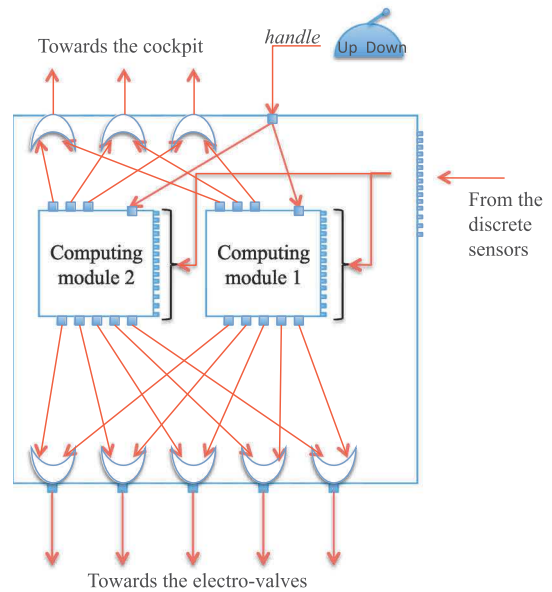 Towards the cockpit
handle
Up Down
From the
discrete
sensors
Computing
module 2
Computing
module 1
Towards the electro-valves